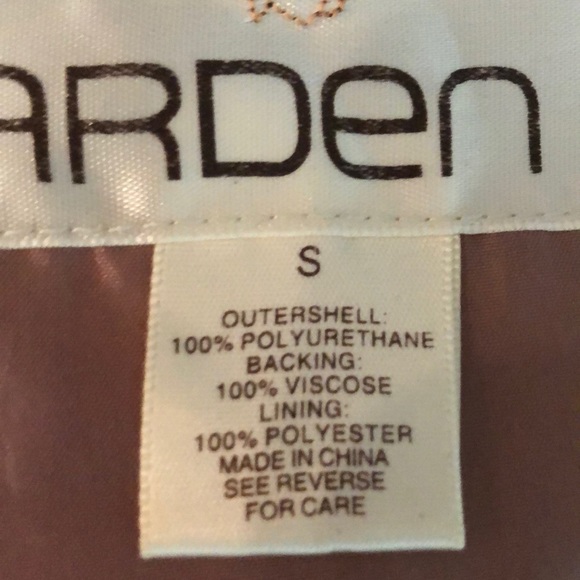 ARDEN
S
OUTERSHELL:
100% POLYURETHANE
BACKING:
100% VISCOSE
LINING:
100% POLYESTER
MADE IN CHINA
SEE REVERSE
FOR CARE